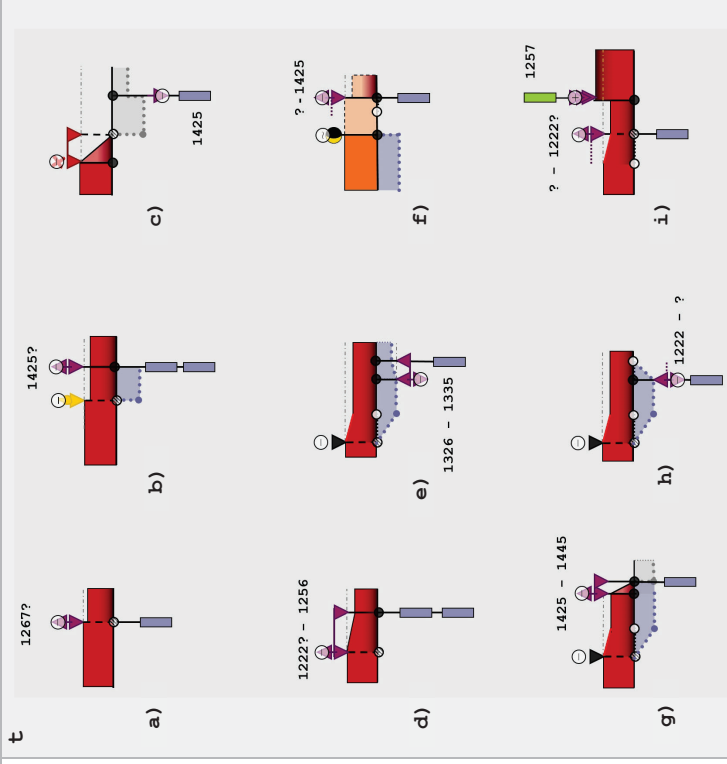 t
a)
1267?
b)
1425?
c)
1425
d)
1222? - 1256
e)
1326 - 1335
f)
? -1425
g)
1425 - 1445
h)
1222 - ?
i)
? - 1222?
1257